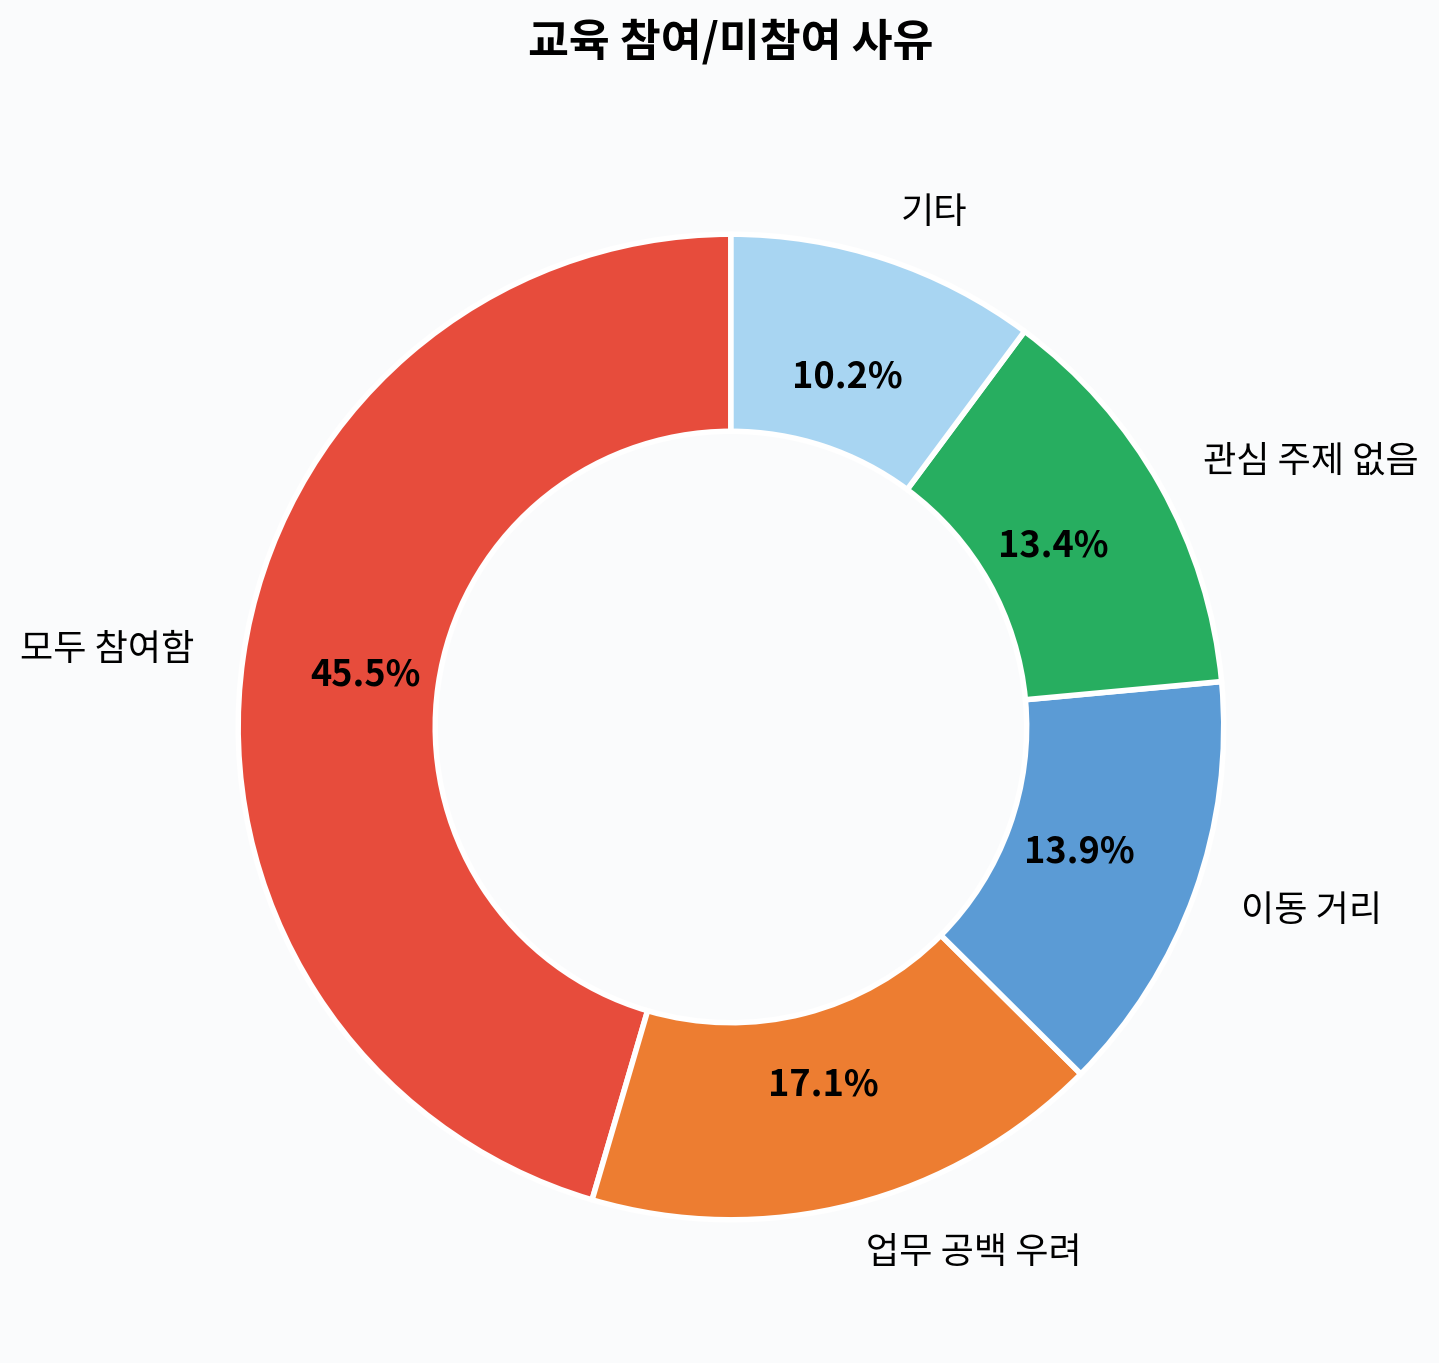 교육 참여/미참여 사유
기타
10.2%
관심 주제 없음
13.4%
모두 참여함
45.5%
13.9%
이동 거리
17.1%
업무 공백 우려